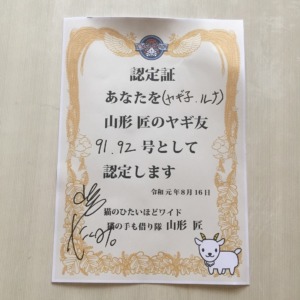 認定証
あなたを(ヤギ子.ルナ)
山形 匠のヤギ友
91.92 号として
認定します
令和 元年8月16日
猫のひたいほどワイド
猫の手も借り隊 山形 匠